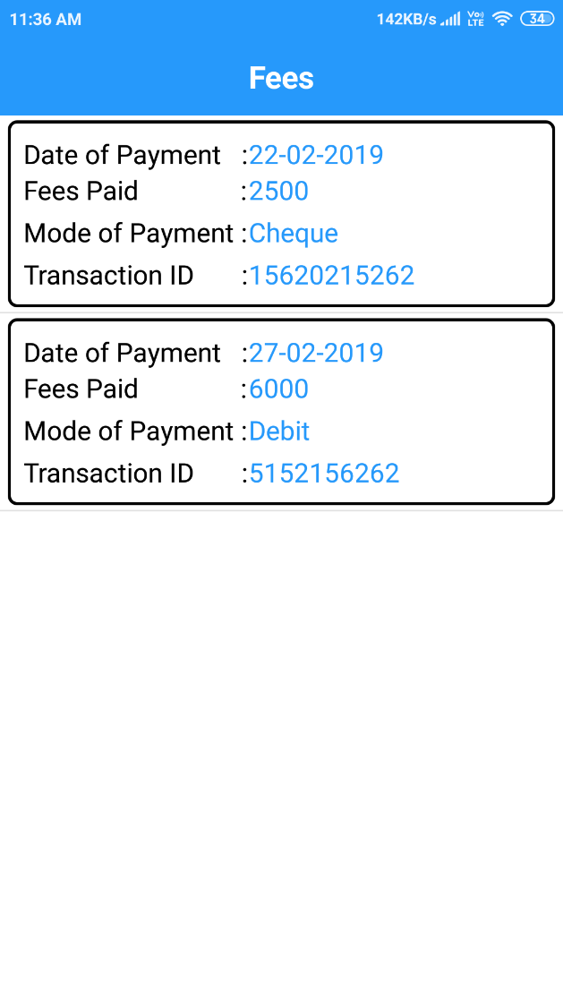 11:36 AM 142KB/s Vo) LTE 34
Fees
Date of Payment :22-02-2019
Fees Paid :2500
Mode of Payment :Cheque
Transaction ID :15620215262
Date of Payment :27-02-2019
Fees Paid :6000
Mode of Payment :Debit
Transaction ID :5152156262